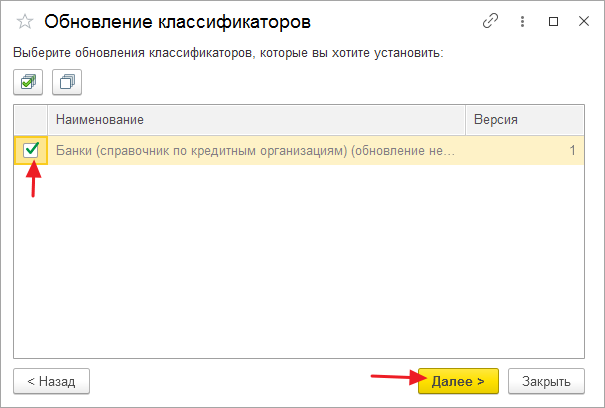 Обновление классификаторов
Выберите обновления классификаторов, которые вы хотите установить:
Наименование Версия
Банки (справочник по кредитным организациям) (обновление не... 1
< Назад Далее > Закрыть